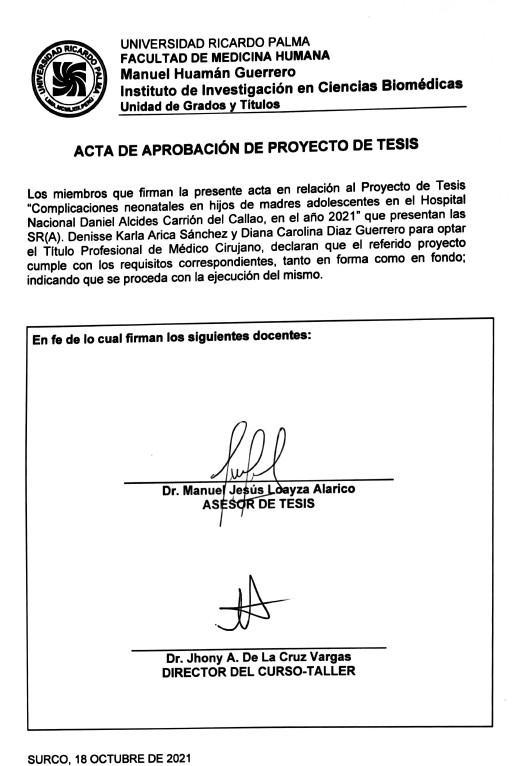 UNIVERSIDAD RICARDO PALMA
FACULTAD DE MEDICINA HUMANA
Manuel Huamán Guerrero
Instituto de Investigación en Ciencias Biomédicas
Unidad de Grados y Títulos
UNIVERSIDAD RICARDO PALMA
ACTA DE APROBACIÓN DE PROYECTO DE TESIS
Los miembros que firman la presente acta en relación al Proyecto de Tesis
“Complicaciones neonatales en hijos de madres adolescentes en el Hospital
Nacional Daniel Alcides Carrión del Callao, en el año 2021” que presentan las
SR(A). Denisse Karla Arica Sánchez y Diana Carolina Diaz Guerrero para optar
el Título Profesional de Médico Cirujano, declaran que el referido proyecto
cumple con los requisitos correspondientes, tanto en forma como en fondo;
indicando que se proceda con la ejecución del mismo.
En fe de lo cual firman los siguientes docentes:
Dr. Manuel Jesús Loayza Alarico
ASESOR DE TESIS
Dr. Jhony A. De La Cruz Vargas
DIRECTOR DEL CURSO-TALLER
SURCO, 18 OCTUBRE DE 2021